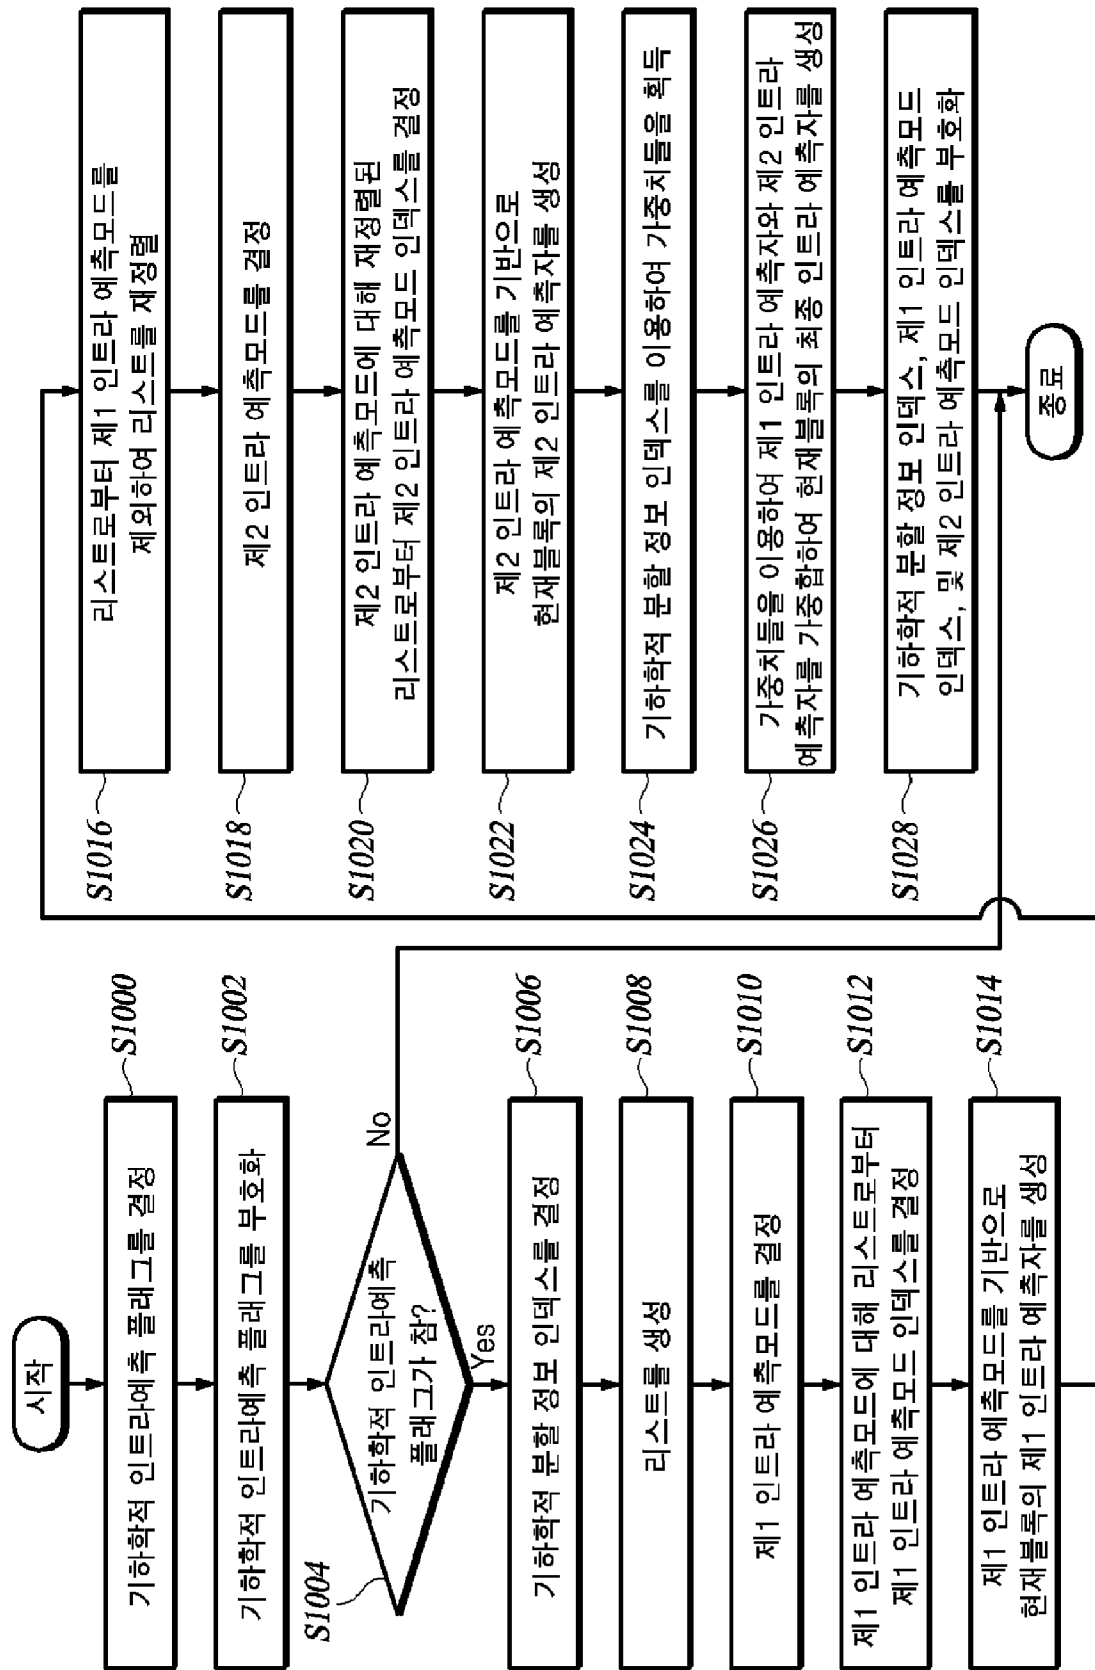 시작
기하학적 인트라예측 플래그를 결정
S1000
기하학적 인트라예측 플래그를 부호화
S1002
기하학적 인트라예측
플래그가 참?
S1004
No
Yes
기하학적 분할 정보 인덱스를 결정
S1006
리스트를 생성
S1008
제1 인트라 예측모드를 결정
S1010
제1 인트라 예측모드에 대해 리스트로부터
제1 인트라 예측모드 인덱스를 결정
S1012
제1 인트라 예측모드를 기반으로
현재블록의 제1 인트라 예측자를 생성
S1014
리스트로부터 제1 인트라 예측모드를
제외하여 리스트를 재정렬
S1016
제2 인트라 예측모드를 결정
S1018
제2 인트라 예측모드에 대해 재정렬된
리스트로부터 제2 인트라 예측모드 인덱스를 결정
S1020
제2 인트라 예측모드를 기반으로
현재블록의 제2 인트라 예측자를 생성
S1022
기하학적 분할 정보 인덱스를 이용하여 가중치들을 획득
S1024
가중치들을 이용하여 제1 인트라 예측자와 제2 인트라
예측자를 가중합하여 현재블록의 최종 인트라 예측자를 생성
S1026
기하학적 분할 정보 인덱스, 제1 인트라 예측모드
인덱스, 및 제2 인트라 예측모드 인덱스를 부호화
S1028
종료